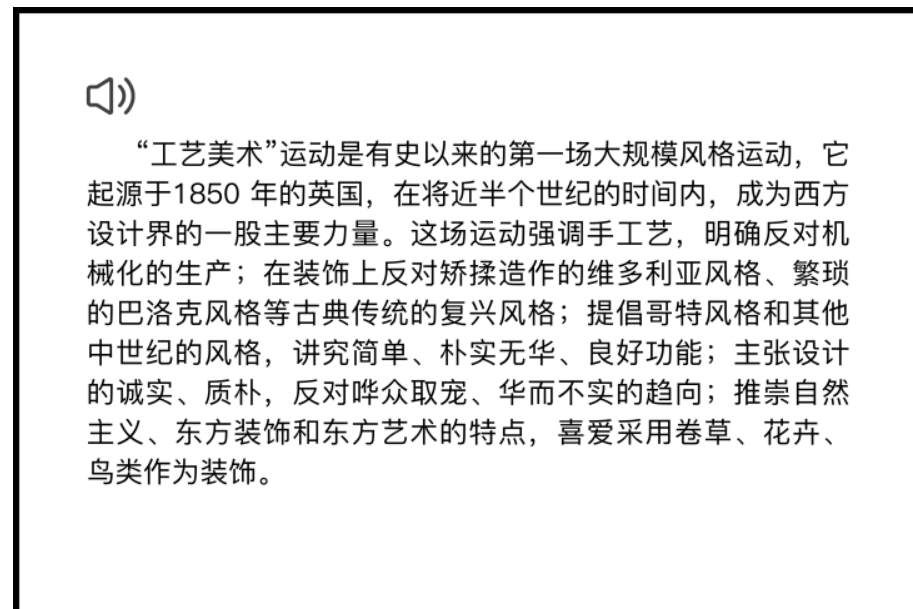 “工艺美术”运动是有史以来的第一场大规模风格运动，它
起源于1850 年的英国，在将近半个世纪的时间内，成为西方
设计界的一股主要力量。这场运动强调手工艺，明确反对机
械化的生产；在装饰上反对矫揉造作的维多利亚风格、繁琐
的巴洛克风格等古典传统的复兴风格；提倡哥特风格和其他
中世纪的风格，讲究简单、朴实无华、良好功能；主张设计
的诚实、质朴，反对哗众取宠、华而不实的趋向；推崇自然
主义、东方装饰和东方艺术的特点，喜爱采用卷草、花卉、
鸟类作为装饰。